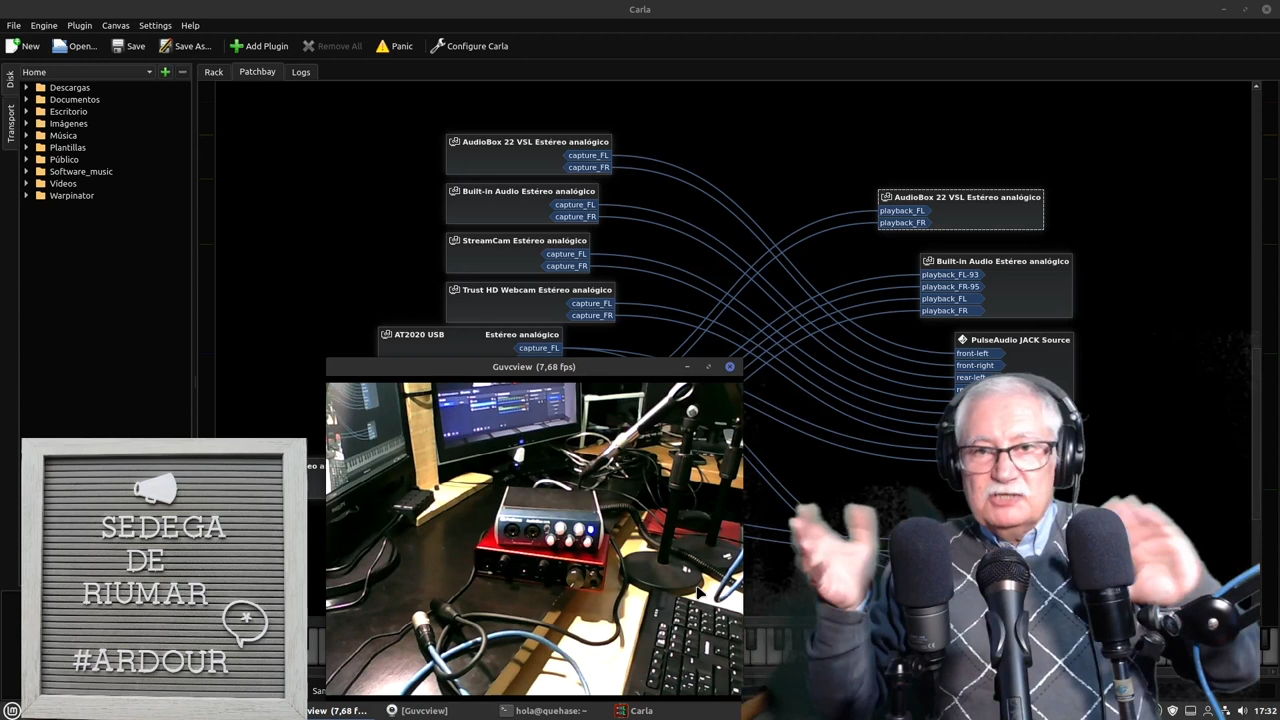 Carla
File Engine Plugin Canvas Settings Help
New Open... Save Save As... Add Plugin Remove All Panic Configure Carla
Disk
Transport
Home
Rack Patchbay Logs
Descargas
Documentos
Escritorio
Imágenes
Música
Plantillas
Público
Software_music
Vídeos
Warpinator
AudioBox 22 VSL Estéreo analógico
capture_FL
capture_FR
Built-in Audio Estéreo analógico
capture_FL
capture_FR
StreamCam Estéreo analógico
capture_FL
capture_FR
Trust HD Webcam Estéreo analógico
capture_FL
capture_FR
AT2020 USB Estéreo analógico
capture_FL
AudioBox 22 VSL Estéreo analógico
playback_FL
playback_FR
Built-in Audio Estéreo analógico
playback_FL-93
playback_FR-95
playback_FL
playback_FR
PulseAudio JACK Source
front-left
front-right
rear-left
Guvcview (7,68 fps)
SEDEGA
DE
RIUMAR
#ARDOUR
view (7,68 f... [Guvcview] hola@quehase: ~ Carla 17:32